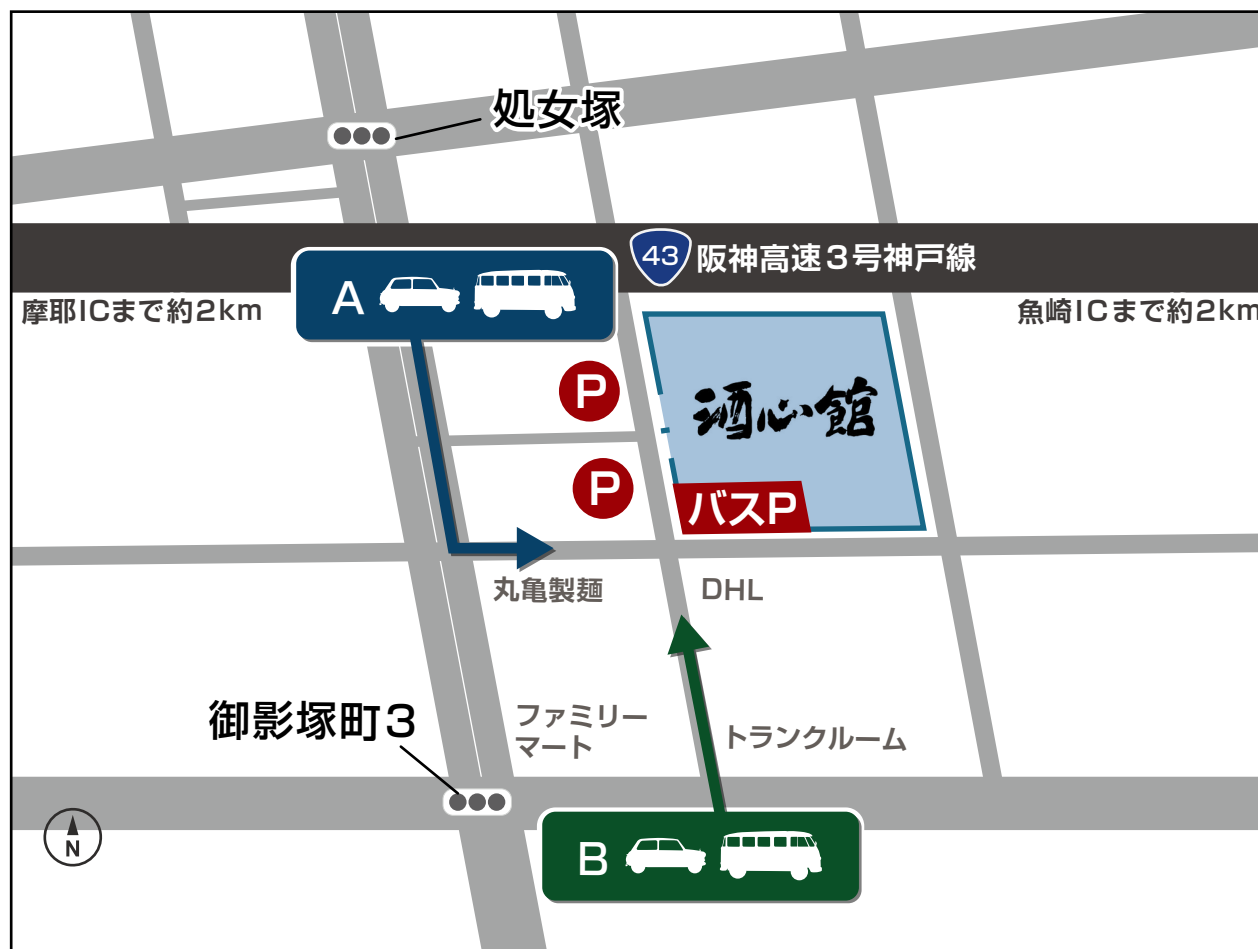 処女塚
43 阪神高速3号神戸線
A
摩耶ICまで約2km
魚崎ICまで約2km
P
酒心館
P
バスP
丸亀製麺
DHL
御影塚町3
ファミリー
マート
トランクルーム
N
B